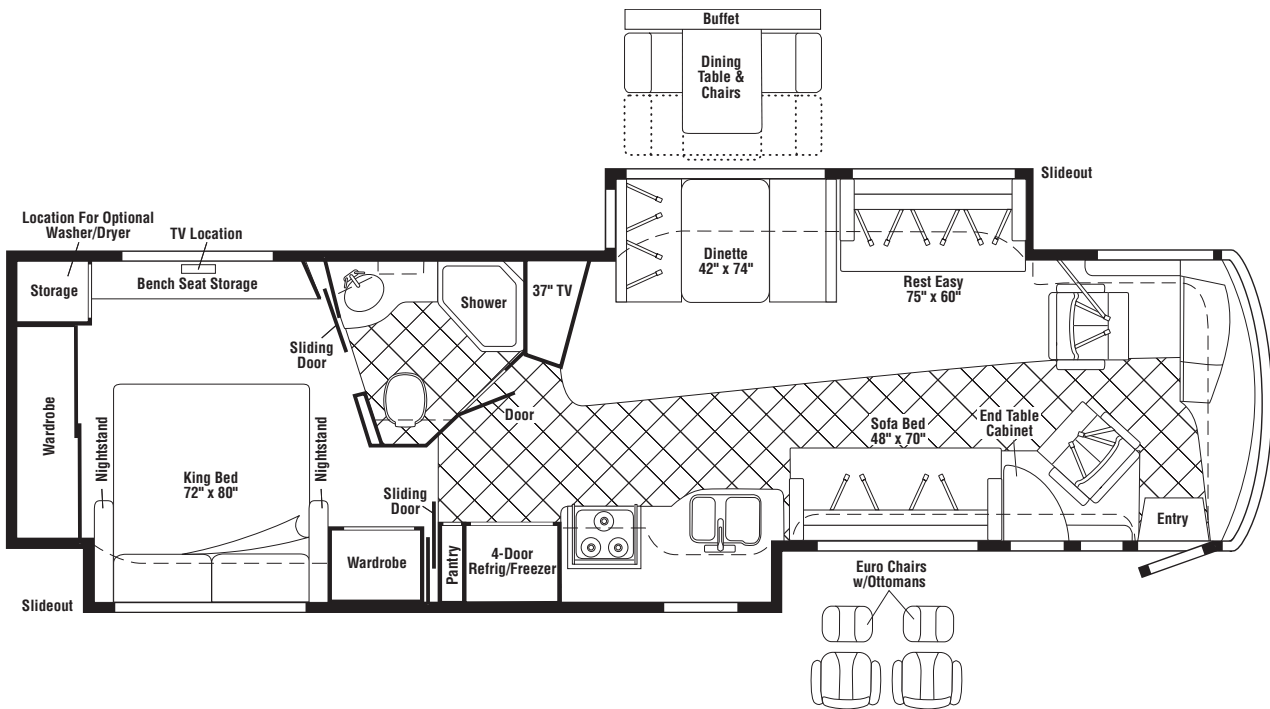 Buffet
Dining
Table &
Chairs
Slideout
Location For Optional
Washer/Dryer
TV Location
Storage
Bench Seat Storage
Shower
37" TV
Dinette
42" x 74"
Rest Easy
75" x 60"
Sliding
Door
Door
Wardrobe
Nightstand
King Bed
72" x 80"
Nightstand
Sofa Bed
48" x 70"
End Table
Cabinet
Sliding
Door
Wardrobe
Pantry
4-Door
Refrig/Freezer
Entry
Euro Chairs
w/Ottomans
Slideout